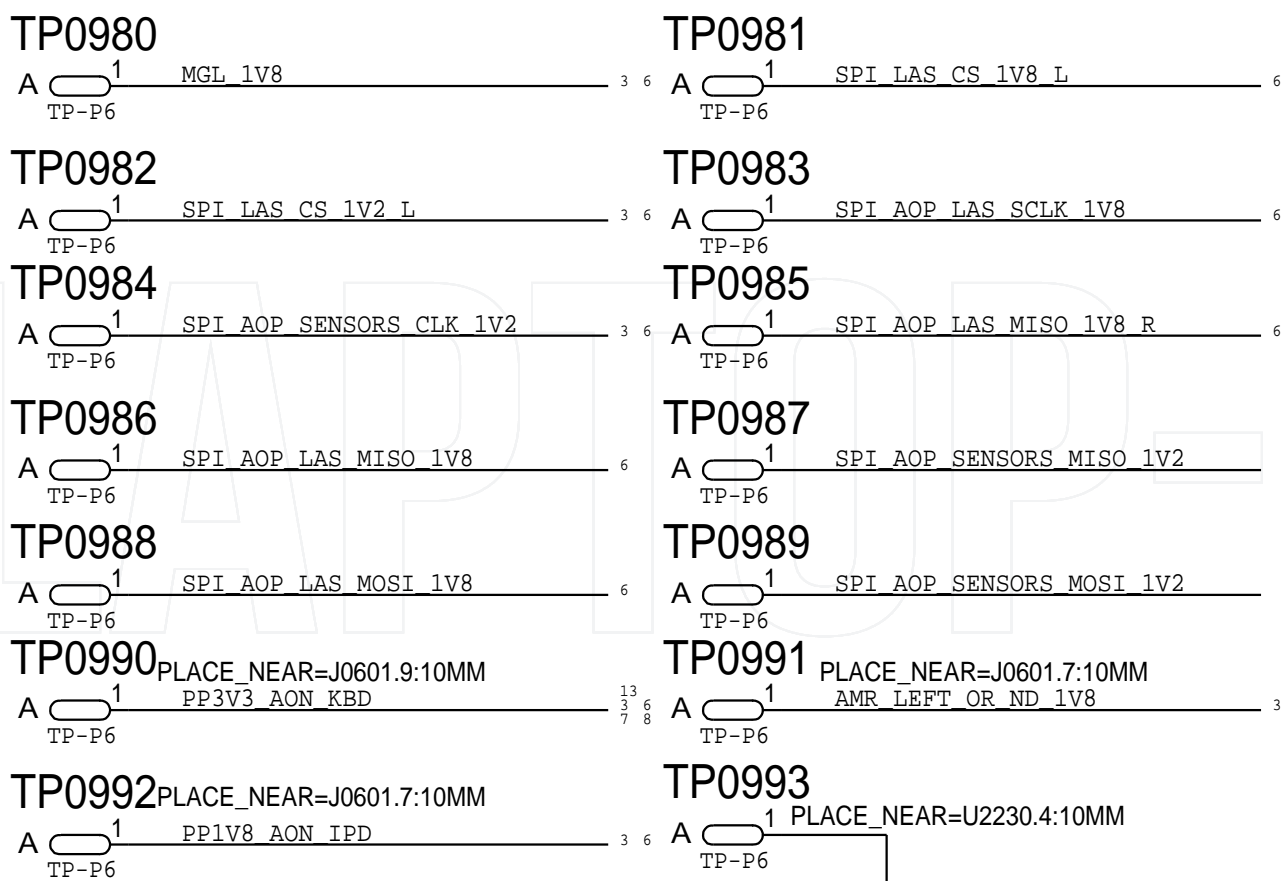 TP0980
A 1 MGL_1V8 3 6
TP-P6
TP0981
A 1 SPI_LAS_CS_1V8_L 6
TP-P6
TP0982
A 1 SPI_LAS_CS_1V2_L 3 6
TP-P6
TP0983
A 1 SPI_AOP_LAS_SCLK_1V8 6
TP-P6
TP0984
A 1 SPI_AOP_SENSORS_CLK_1V2 3 6
TP-P6
TP0985
A 1 SPI_AOP_LAS_MISO_1V8_R 6
TP-P6
TP0986
A 1 SPI_AOP_LAS_MISO_1V8 6
TP-P6
TP0987
A 1 SPI_AOP_SENSORS_MISO_1V2
TP-P6
TP0988
A 1 SPI_AOP_LAS_MOSI_1V8 6
TP-P6
TP0989
A 1 SPI_AOP_SENSORS_MOSI_1V2
TP-P6
TP0990 PLACE_NEAR=J0601.9:10MM
A 1 PP3V3_AON_KBD 13 3 6 7 8
TP-P6
TP0991 PLACE_NEAR=J0601.7:10MM
A 1 AMR_LEFT_OR_ND_1V8 3
TP-P6
TP0992 PLACE_NEAR=J0601.7:10MM
A 1 PP1V8_AON_IPD 3 6
TP-P6
TP0993
A 1 PLACE_NEAR=U2230.4:10MM
TP-P6
LAPTOP-